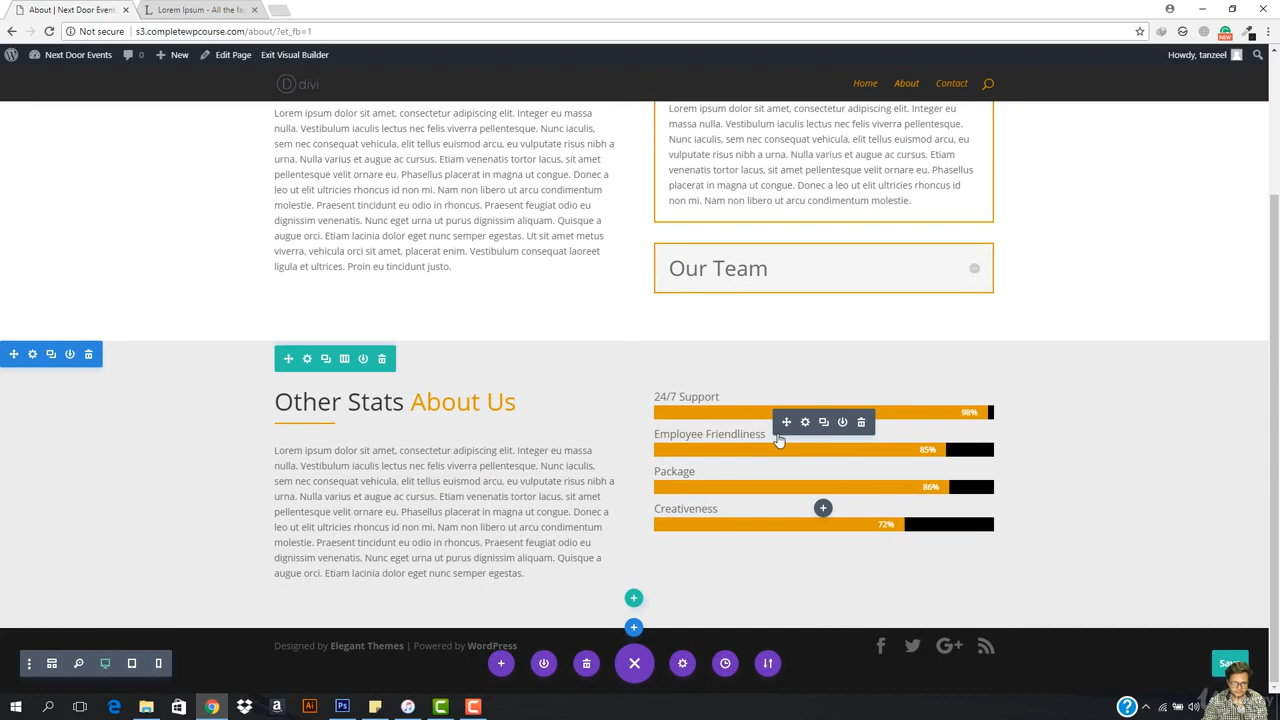 About | Next Door Events
Lorem Ipsum - All the fa
Not secure
s3.completewpcourse.com/about/?et_fb=1
NEW
Next Door Events
0
New
Edit Page
Exit Visual Builder
Howdy, tanzeel
D divi
Home
About
Contact
Lorem ipsum dolor sit amet, consectetur adipiscing elit. Integer eu massa
nulla. Vestibulum iaculis lectus nec felis viverra pellentesque. Nunc iaculis,
sem nec consequat vehicula, elit tellus euismod arcu, eu vulputate risus nibh a
urna. Nulla varius et augue ac cursus. Etiam venenatis tortor lacus, sit amet
pellentesque velit ornare eu. Phasellus placerat in magna ut congue. Donec a
leo ut elit ultricies rhoncus id non mi. Nam non libero ut arcu condimentum
molestie. Praesent tincidunt eu odio in rhoncus. Praesent feugiat odio eu
dignissim venenatis. Nunc eget urna ut purus dignissim aliquam. Quisque a
augue orci. Etiam lacinia dolor eget nunc semper egestas. Ut sit amet metus
viverra, vehicula orci sit amet, placerat enim. Vestibulum consequat laoreet
ligula et ultrices. Proin eu tincidunt justo.
Lorem ipsum dolor sit amet, consectetur adipiscing elit. Integer eu
massa nulla. Vestibulum iaculis lectus nec felis viverra pellentesque.
Nunc iaculis, sem nec consequat vehicula, elit tellus euismod arcu, eu
vulputate risus nibh a urna. Nulla varius et augue ac cursus. Etiam
venenatis tortor lacus, sit amet pellentesque velit ornare eu. Phasellus
placerat in magna ut congue. Donec a leo ut elit ultricies rhoncus id
non mi. Nam non libero ut arcu condimentum molestie.
Our Team
Other Stats About Us
Lorem ipsum dolor sit amet, consectetur adipiscing elit. Integer eu massa
nulla. Vestibulum iaculis lectus nec felis viverra pellentesque. Nunc iaculis,
sem nec consequat vehicula, elit tellus euismod arcu, eu vulputate risus nibh a
urna. Nulla varius et augue ac cursus. Etiam venenatis tortor lacus, sit amet
pellentesque velit ornare eu. Phasellus placerat in magna ut congue. Donec a
leo ut elit ultricies rhoncus id non mi. Nam non libero ut arcu condimentum
molestie. Praesent tincidunt eu odio in rhoncus. Praesent feugiat odio eu
dignissim venenatis. Nunc eget urna ut purus dignissim aliquam. Quisque a
augue orci. Etiam lacinia dolor eget nunc semper egestas.
24/7 Support
98%
Employee Friendliness
85%
Package
86%
Creativeness
72%
Designed by Elegant Themes | Powered by WordPress